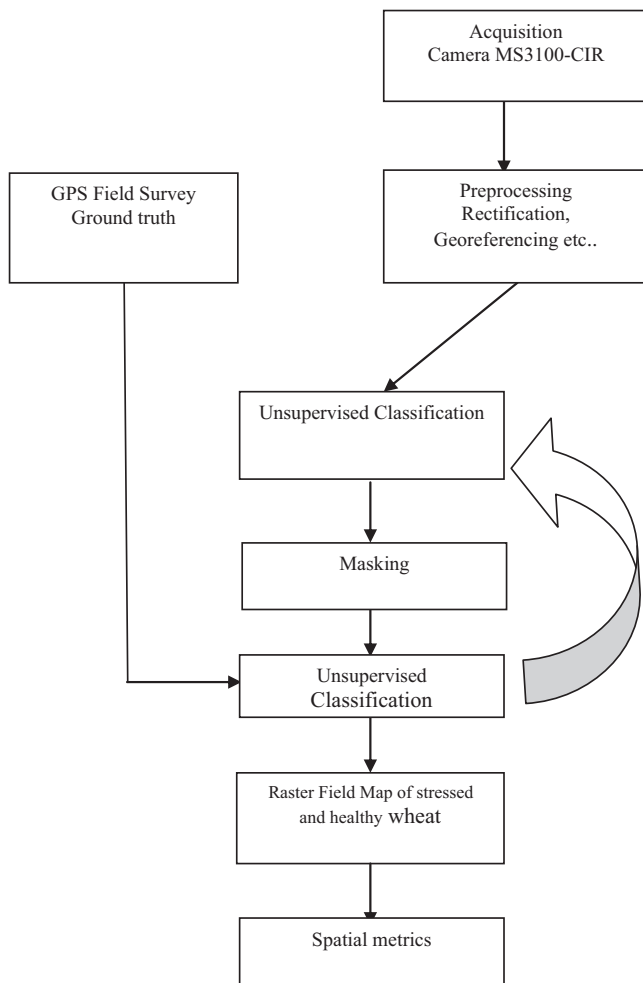 Acquisition
Camera MS3100-CIR
GPS Field Survey
Ground truth
Preprocessing
Rectification,
Georeferencing etc..
Unsupervised Classification
Masking
Unsupervised
Classification
Raster Field Map of stressed
and healthy wheat
Spatial metrics